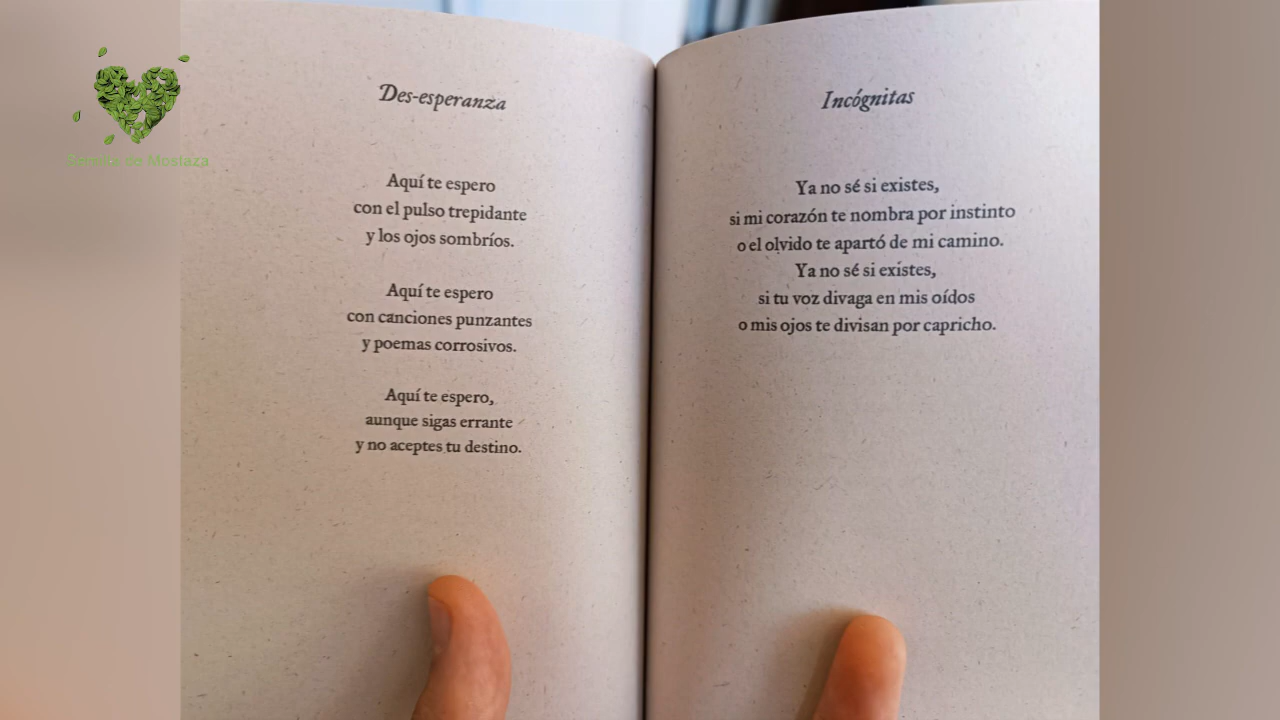 Semilla de Mostaza
Des-esperanza
Aquí te espero
con el pulso trepidante
y los ojos sombríos.
Aquí te espero
con canciones punzantes
y poemas corrosivos.
Aquí te espero,
aunque sigas errante
y no aceptes tu destino.
Incógnitas
Ya no sé si existes,
si mi corazón te nombra por instinto
o el olvido te apartó de mi camino.
Ya no sé si existes,
si tu voz divaga en mis oídos
o mis ojos te divisan por capricho.